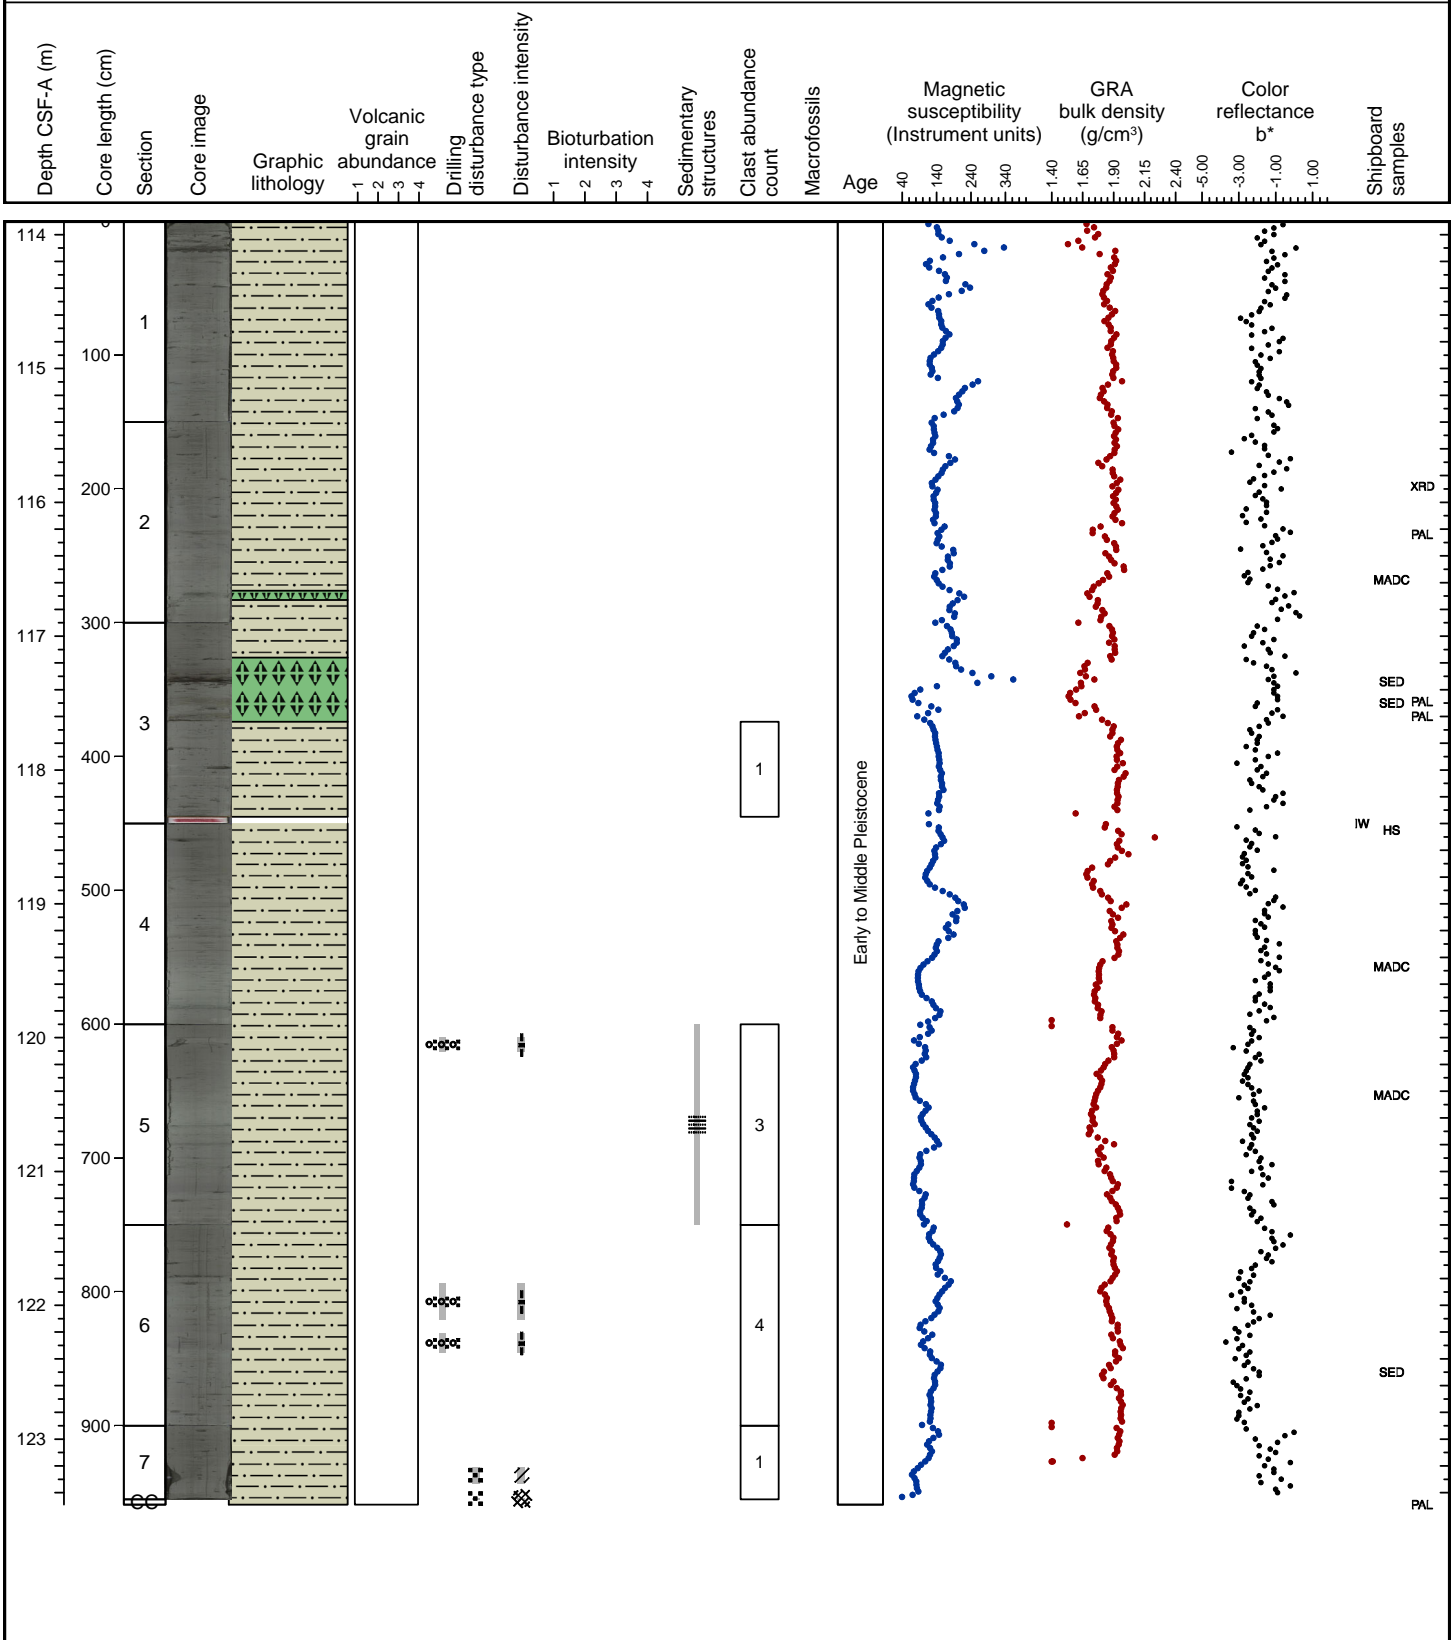 Depth CSF-A (m)
Core length (cm)
Section
Core image
Graphic
lithology
Volcanic
grain
abundance
1 2 3 4
Drilling
disturbance type
Disturbance intensity
Bioturbation
intensity
1 2 3 4
Sedimentary
structures
Clast abundance
count
Macrofossils
Age
Magnetic
susceptibility
(Instrument units)
40 140 240 340
GRA
bulk density
(g/cm³)
1.40 1.65 1.90 2.15 2.40
Color
reflectance
b*
-5.00 -3.00 -1.00 1.00
Shipboard
samples
0
114
1
100
115
200
XRD
116
2
PAL
MADC
300
117
SED
SED PAL
PAL
3
400
118
1
IW HS
500
119
4
Early to Middle Pleistocene
MADC
600
120
MADC
5
3
700
121
800
122
6
4
SED
900
123
7
1
CC
PAL